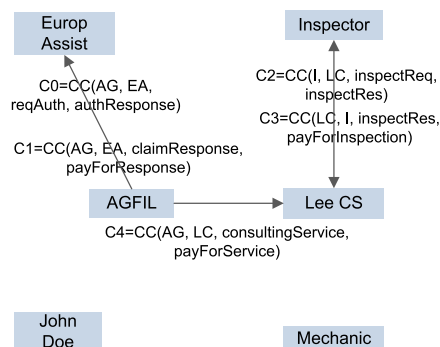 Europ
Assist
Inspector
C0=CC(AG, EA,
reqAuth, authResponse)
C2=CC(I, LC, inspectReq,
inspectRes)
C3=CC(LC, I, inspectRes,
payForInspection)
C1=CC(AG, EA, claimResponse,
payForResponse)
AGFIL
Lee CS
C4=CC(AG, LC, consultingService,
payForService)
John
Doe
Mechanic